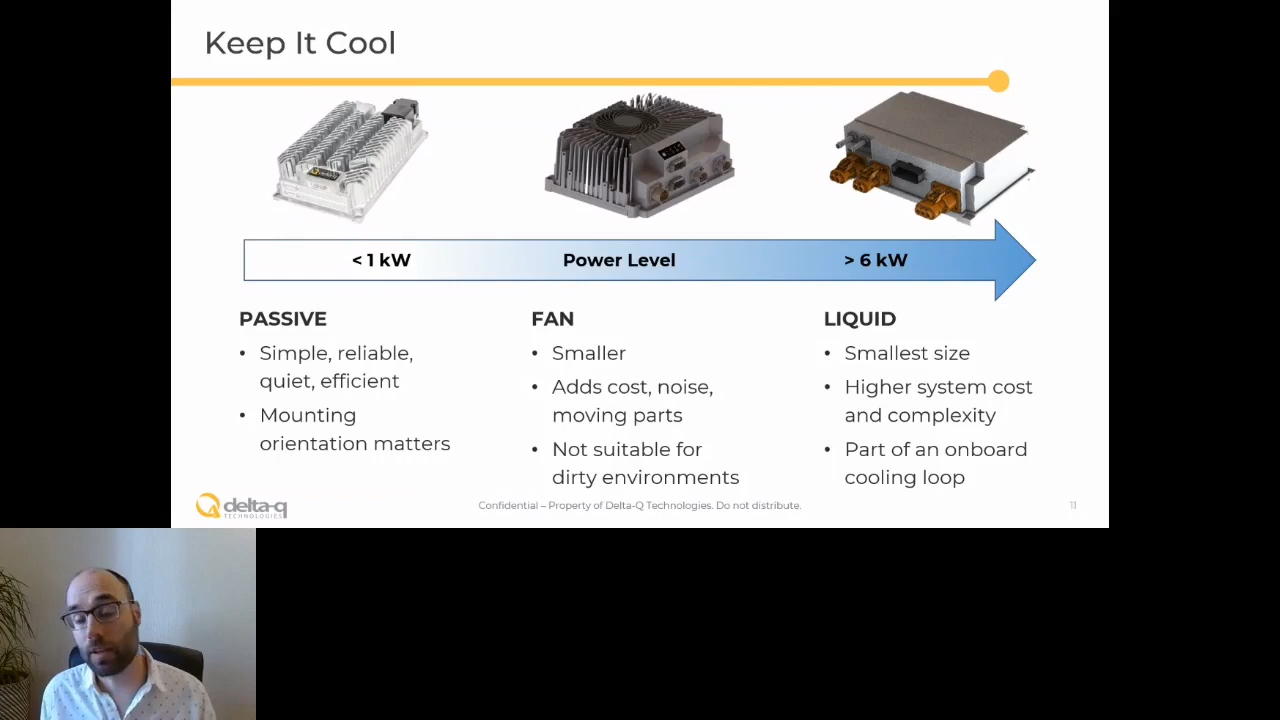 Keep It Cool
< 1 kW
Power Level
> 6 kW
PASSIVE
• Simple, reliable,
quiet, efficient
• Mounting
orientation matters
FAN
• Smaller
• Adds cost, noise,
moving parts
• Not suitable for
dirty environments
LIQUID
• Smallest size
• Higher system cost
and complexity
• Part of an onboard
cooling loop
delta-q
TECHNOLOGIES
Confidential – Property of Delta-Q Technologies. Do not distribute.
11